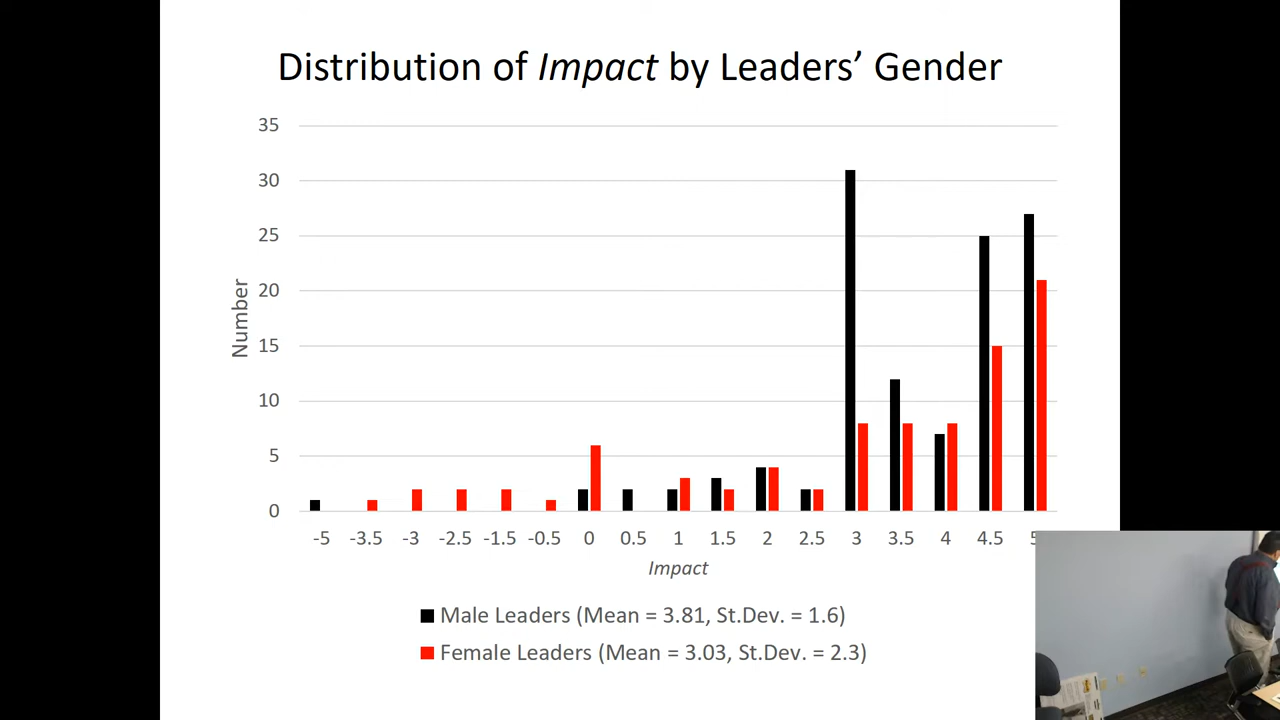 Distribution of Impact by Leaders’ Gender
35
30
25
20
15
10
5
0
Number
-5 -3.5 -3 -2.5 -1.5 -0.5 0 0.5 1 1.5 2 2.5 3 3.5 4 4.5 5
Impact
Male Leaders (Mean = 3.81, St.Dev. = 1.6)
Female Leaders (Mean = 3.03, St.Dev. = 2.3)